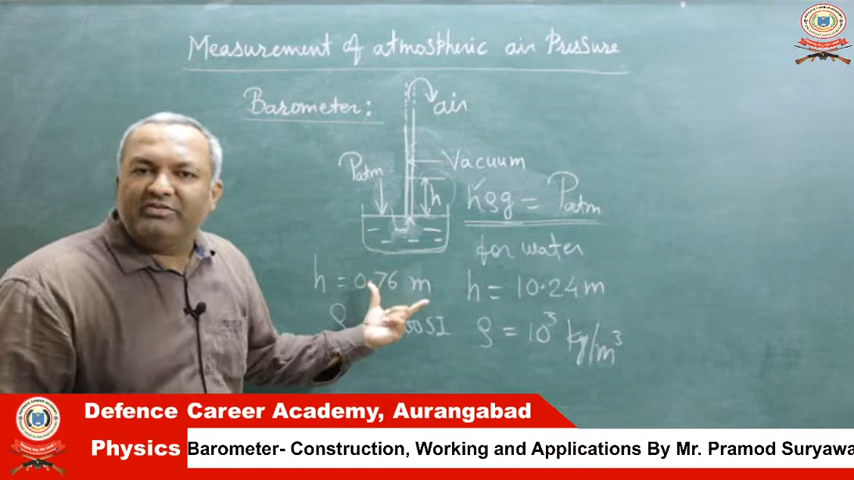 Measurement of atmospheric air Pressure
Barometer:
air
Patm
Vacuum
h
hρg = Patm
for water
h = 0.76 m
h = 10.24m
ρ = 10³ kg/m³
Defence Career Academy, Aurangabad
Physics
Barometer- Construction, Working and Applications By Mr. Pramod Suryawa